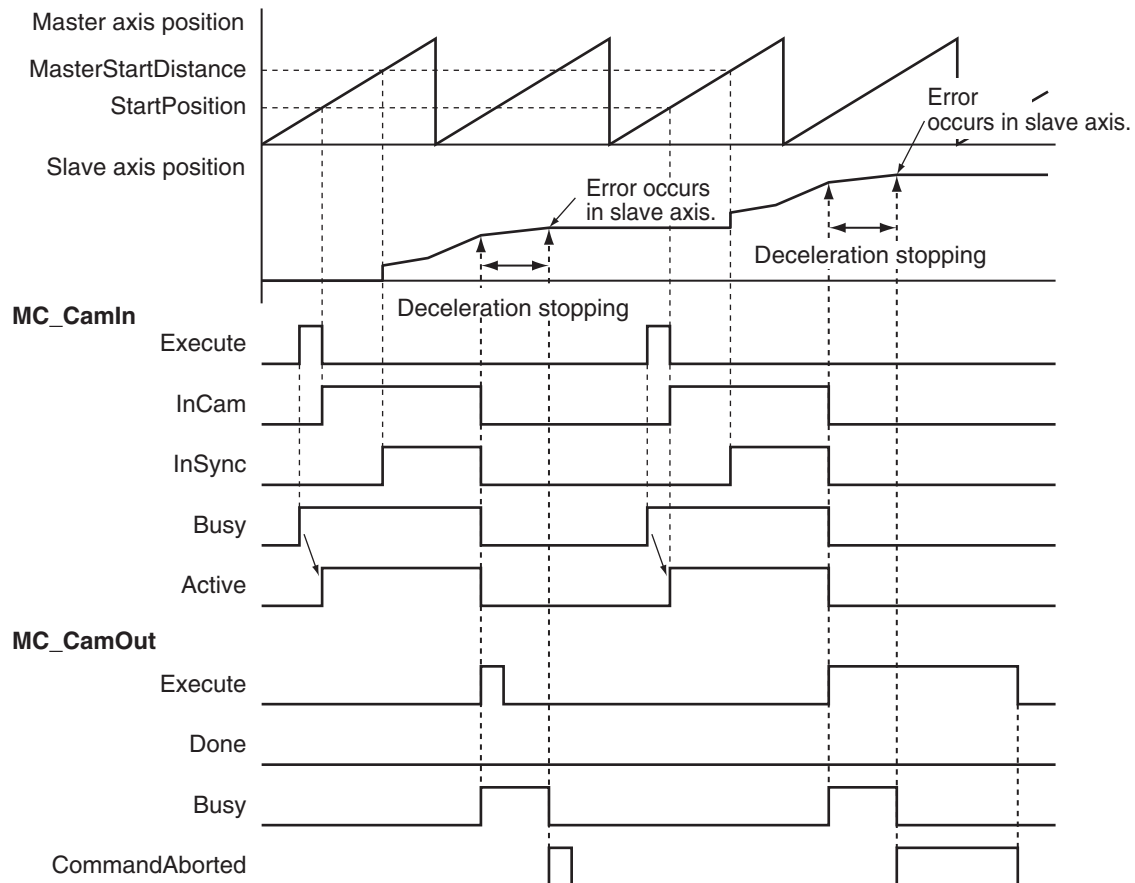 Master axis position
MasterStartDistance
StartPosition
Error
occurs in slave axis.
Slave axis position
Error occurs
in slave axis.
Deceleration stopping
Deceleration stopping
MC_CamIn
Execute
InCam
InSync
Busy
Active
MC_CamOut
Execute
Done
Busy
CommandAborted